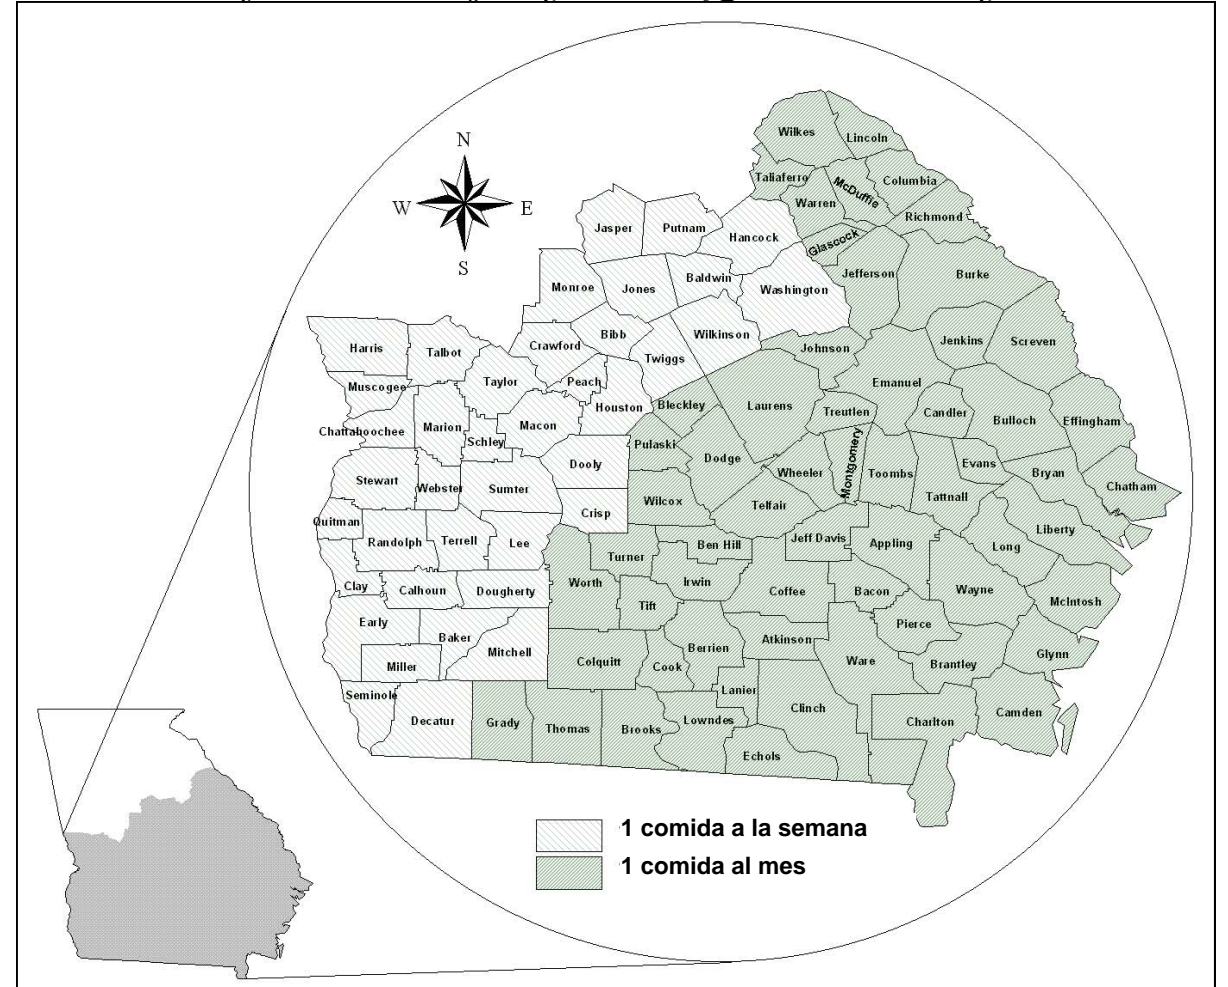 N
W E
S
Wilkes
Lincoln
Taliaferro
McDuffie
Columbia
Warren
Richmond
Glascock
Jasper
Putnam
Hancock
Jefferson
Burke
Monroe
Jones
Baldwin
Washington
Harris
Talbot
Crawford
Bibb
Twiggs
Wilkinson
Johnson
Jenkins
Screven
Muscogee
Taylor
Peach
Houston
Bleckley
Laurens
Emanuel
Treutlen
Candler
Bulloch
Effingham
Chattahoochee
Marion
Schley
Macon
Pulaski
Dodge
Wheeler
Montgomery
Toombs
Tattnall
Evans
Bryan
Chatham
Stewart
Webster
Sumter
Dooly
Wilcox
Telfair
Liberty
Quitman
Randolph
Terrell
Lee
Crisp
Turner
Ben Hill
Jeff Davis
Appling
Long
Clay
Calhoun
Dougherty
Worth
Tift
Irwin
Coffee
Bacon
Wayne
McIntosh
Early
Baker
Mitchell
Miller
Colquitt
Cook
Berrien
Atkinson
Pierce
Ware
Brantley
Glynn
Seminole
Decatur
Grady
Thomas
Brooks
Lowndes
Lanier
Clinch
Echols
Charlton
Camden
1 comida a la semana
1 comida al mes